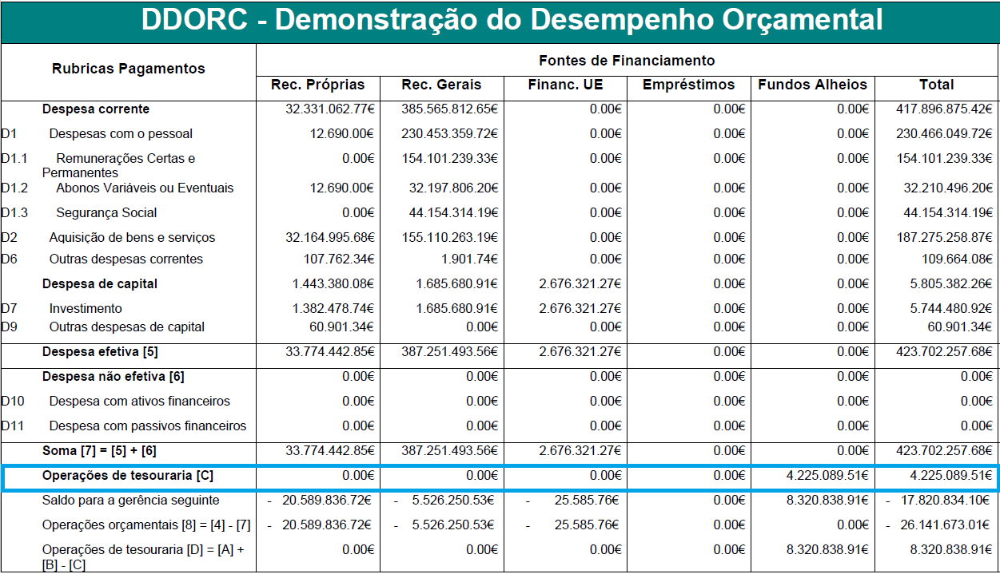 DDORC - Demonstração do Desempenho Orçamental
Rubricas Pagamentos
Fontes de Financiamento
Rec. Próprias Rec. Gerais Financ. UE Empréstimos Fundos Alheios Total
Despesa corrente 32.331.062.77€ 385.565.812.65€ 0.00€ 0.00€ 0.00€ 417.896.875.42€
D1 Despesas com o pessoal 12.690.00€ 230.453.359.72€ 0.00€ 0.00€ 0.00€ 230.466.049.72€
D1.1 Remunerações Certas e 0.00€ 154.101.239.33€ 0.00€ 0.00€ 0.00€ 154.101.239.33€
Permanentes
D1.2 Abonos Variáveis ou Eventuais 12.690.00€ 32.197.806.20€ 0.00€ 0.00€ 0.00€ 32.210.496.20€
D1.3 Segurança Social 0.00€ 44.154.314.19€ 0.00€ 0.00€ 0.00€ 44.154.314.19€
D2 Aquisição de bens e serviços 32.164.995.68€ 155.110.263.19€ 0.00€ 0.00€ 0.00€ 187.275.258.87€
D6 Outras despesas correntes 107.762.34€ 1.901.74€ 0.00€ 0.00€ 0.00€ 109.664.08€
Despesa de capital 1.443.380.08€ 1.685.680.91€ 2.676.321.27€ 0.00€ 0.00€ 5.805.382.26€
D7 Investimento 1.382.478.74€ 1.685.680.91€ 2.676.321.27€ 0.00€ 0.00€ 5.744.480.92€
D9 Outras despesas de capital 60.901.34€ 0.00€ 0.00€ 0.00€ 0.00€ 60.901.34€
Despesa efetiva [5] 33.774.442.85€ 387.251.493.56€ 2.676.321.27€ 0.00€ 0.00€ 423.702.257.68€
Despesa não efetiva [6] 0.00€ 0.00€ 0.00€ 0.00€ 0.00€ 0.00€
D10 Despesa com ativos financeiros 0.00€ 0.00€ 0.00€ 0.00€ 0.00€ 0.00€
D11 Despesa com passivos financeiros 0.00€ 0.00€ 0.00€ 0.00€ 0.00€ 0.00€
Soma [7] = [5] + [6] 33.774.442.85€ 387.251.493.56€ 2.676.321.27€ 0.00€ 0.00€ 423.702.257.68€
Operações de tesouraria [C] 0.00€ 0.00€ 0.00€ 0.00€ 4.225.089.51€ 4.225.089.51€
Saldo para a gerência seguinte - 20.589.836.72€ - 5.526.250.53€ - 25.585.76€ 0.00€ 8.320.838.91€ - 17.820.834.10€
Operações orçamentais [8] = [4] - [7] - 20.589.836.72€ - 5.526.250.53€ - 25.585.76€ 0.00€ 0.00€ - 26.141.673.01€
Operações de tesouraria [D] = [A] + 0.00€ 0.00€ 0.00€ 0.00€ 8.320.838.91€ 8.320.838.91€
[B] - [C]